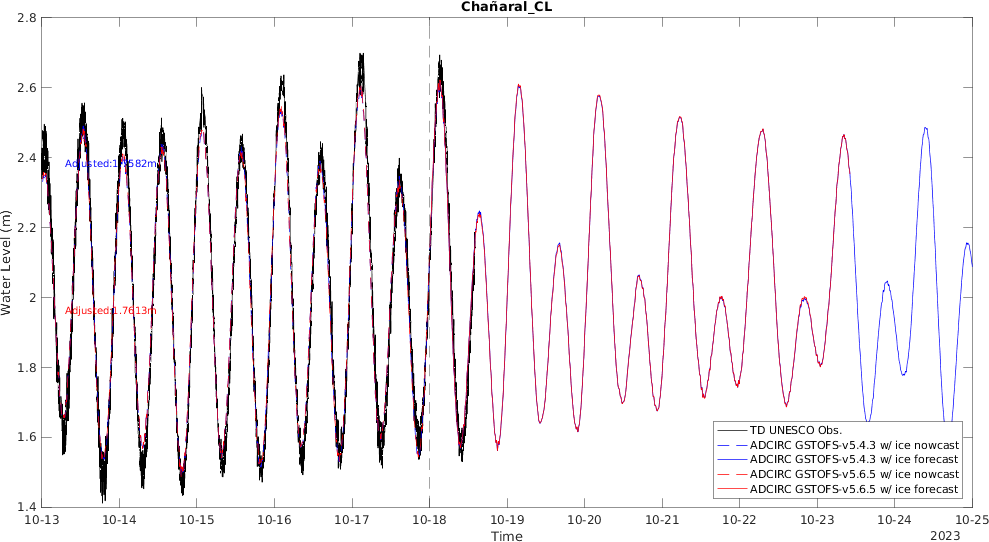 Chañaral_CL
2.8
2.6
2.4
2.2
2
1.8
1.6
1.4
Water Level (m)
Adjusted:1.7613m
10-13
10-14
10-15
10-16
10-17
10-18
10-19
10-20
10-21
10-22
10-23
10-24
10-25
Time
2023
TD UNESCO Obs.
ADCIRC GSTOFS-v5.4.3 w/ ice nowcast
ADCIRC GSTOFS-v5.4.3 w/ ice forecast
ADCIRC GSTOFS-v5.6.5 w/ ice nowcast
ADCIRC GSTOFS-v5.6.5 w/ ice forecast